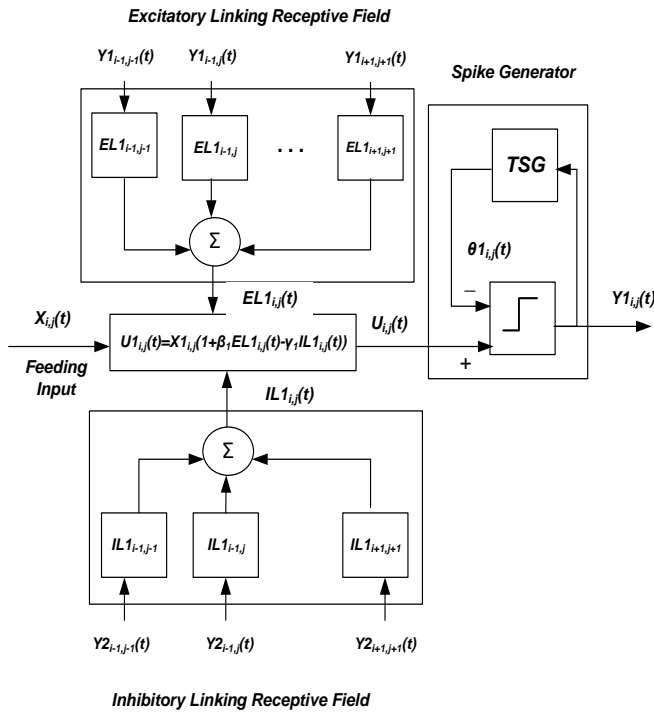 Excitatory Linking Receptive Field
Y1i-1,j-1(t) Y1i-1,j(t) Y1i+1,j+1(t)
Spike Generator
EL1i-1,j-1 EL1i-1,j . . . EL1i+1,j+1
TSG
Σ
θ1i,j(t)
EL1i,j(t)
−
Y1i,j(t)
Xi,j(t)
U1i,j(t)=X1i,j(1+β1EL1i,j(t)-γ1IL1i,j(t))
Ui,j(t)
Feeding
Input
+
IL1i,j(t)
Σ
IL1i-1,j-1 IL1i-1,j IL1i+1,j+1
Y2i-1,j-1(t) Y2i-1,j(t) Y2i+1,j+1(t)
Inhibitory Linking Receptive Field